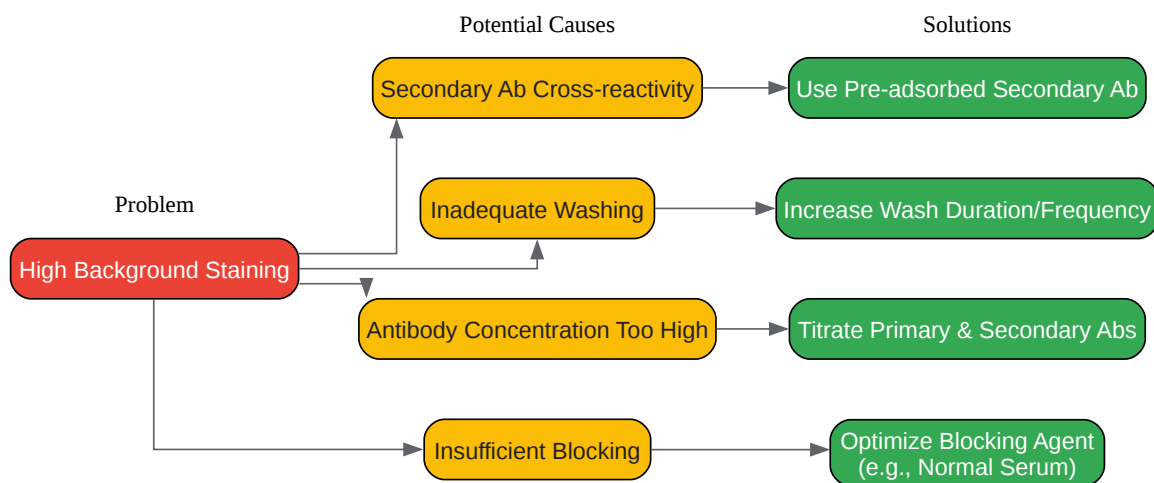 Potential Causes
Solutions
Secondary Ab Cross-reactivity
Use Pre-adsorbed Secondary Ab
Problem
Inadequate Washing
Increase Wash Duration/Frequency
High Background Staining
Antibody Concentration Too High
Titrate Primary & Secondary Abs
Insufficient Blocking
Optimize Blocking Agent
(e.g., Normal Serum)